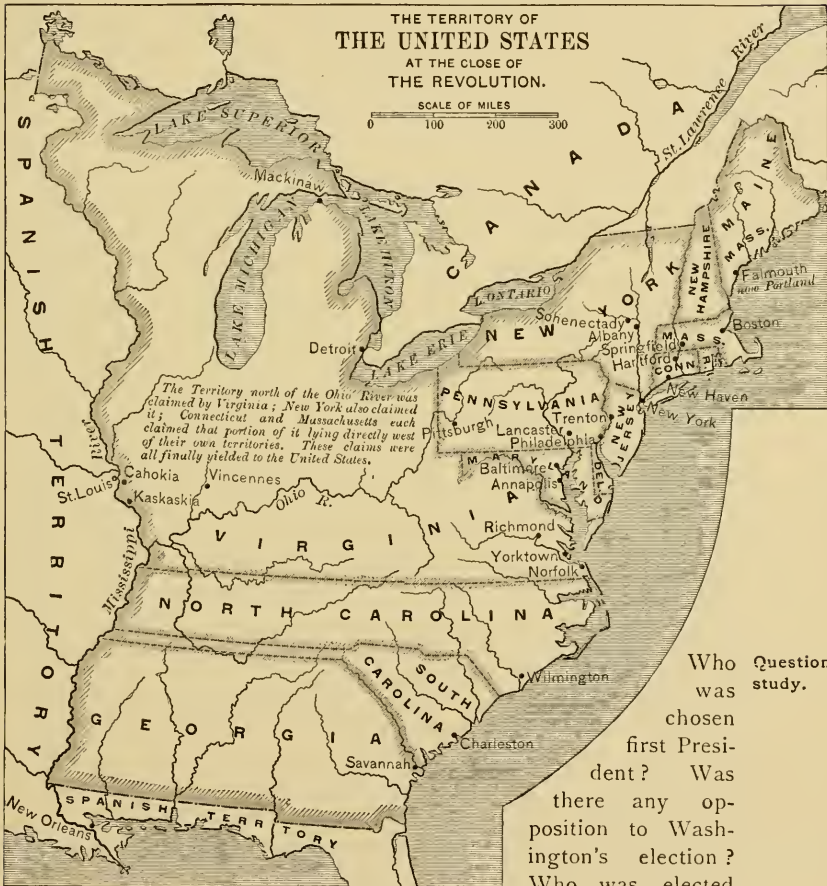 THE TERRITORY OF
THE UNITED STATES
AT THE CLOSE OF
THE REVOLUTION.
SCALE OF MILES
0 100 200 300
SPANISH TERRITORY
CANADA
St. Lawrence River
LAKE SUPERIOR
Mackinaw
LAKE MICHIGAN
LAKE HURON
L. ONTARIO
LAKE ERIE
Detroit
MAINE
MASS.
NEW HAMPSHIRE
Falmouth
now Portland
NEW YORK
Schenectady
Albany
Boston
MASS.
Springfield
Hartford
CONN.
R.I.
New Haven
New York
The Territory north of the Ohio River was
claimed by Virginia; New York also claimed
it; Connecticut and Massachusetts each
claimed that portion of it lying directly west
of their own territories. These claims were
all finally yielded to the United States.
PENNSYLVANIA
Pittsburgh
Lancaster
Trenton
Philadelphia
NEW JERSEY
MARYLAND
Baltimore
Annapolis
DEL.
Cahokia
St. Louis
Kaskaskia
Vincennes
Ohio R.
Mississippi River
VIRGINIA
Richmond
Yorktown
Norfolk
NORTH CAROLINA
Wilmington
SOUTH CAROLINA
Charleston
GEORGIA
Savannah
SPANISH TERRITORY
New Orleans
Who
was
chosen
first Presi-
dent? Was
there any op-
position to Wash-
ington's election?
Who was elected
Question
study.